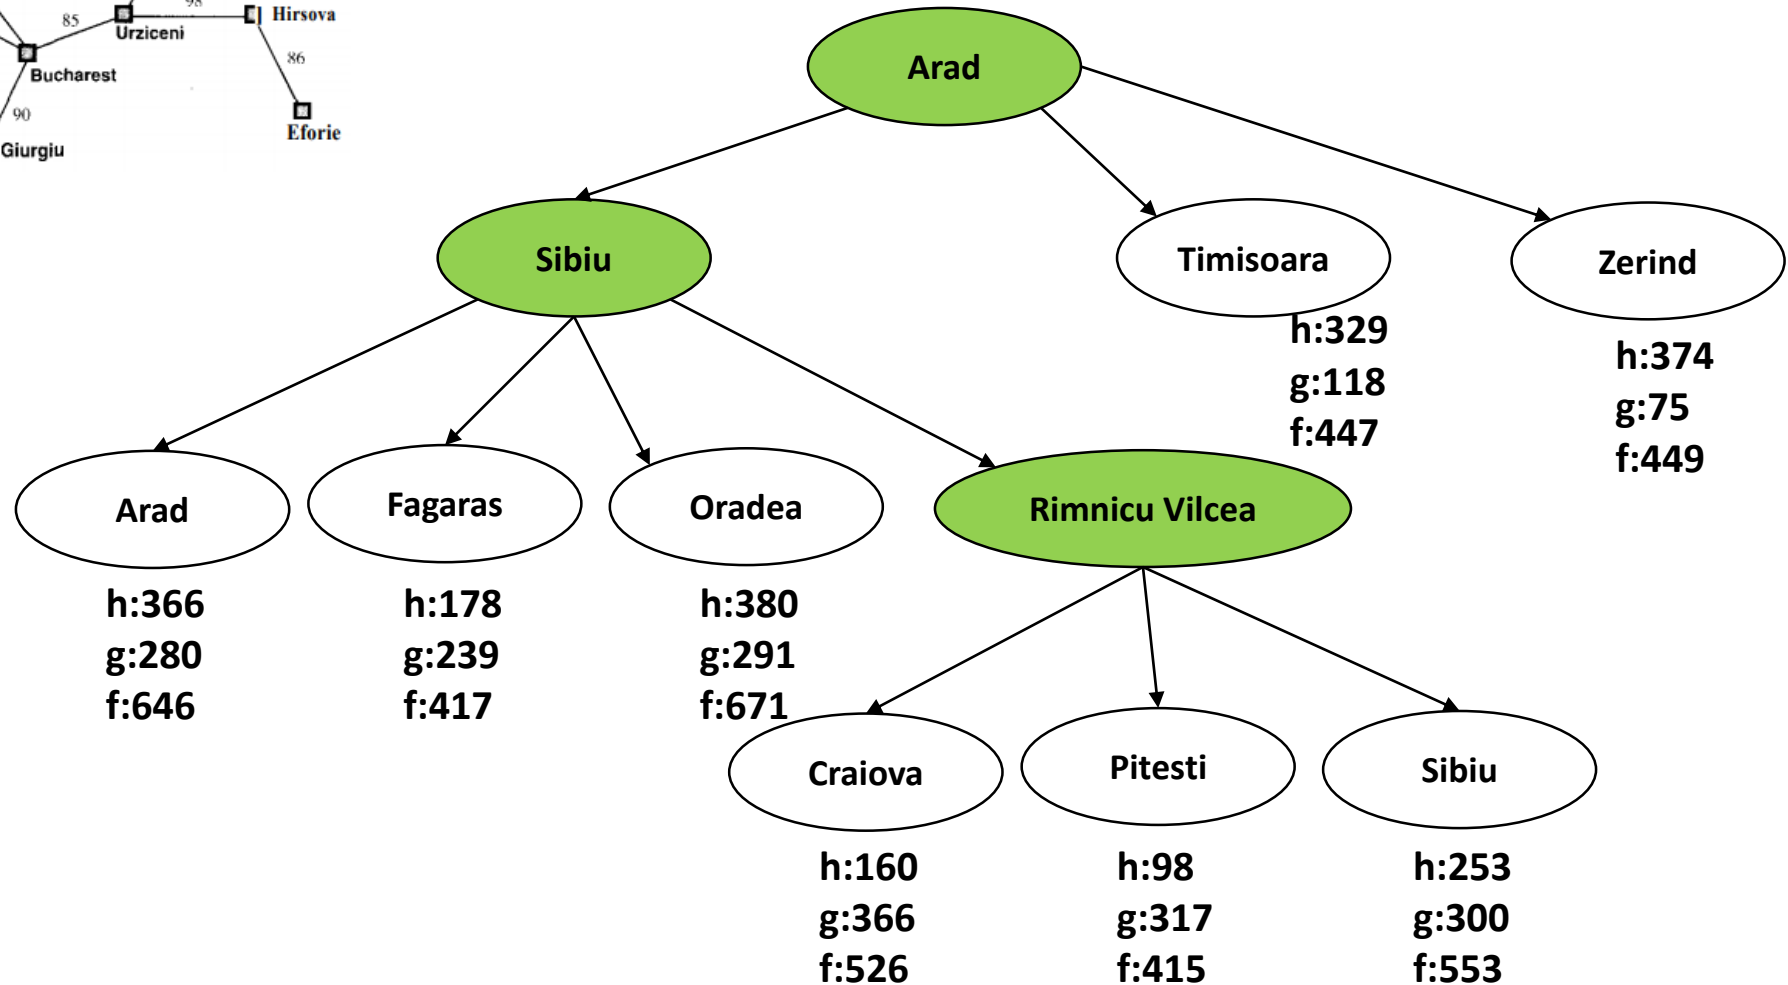 98
85
Hirsova
Urziceni
86
Bucharest
90
Eforie
Giurgiu
Arad
Sibiu
Timisoara
Zerind
h:329
g:118
f:447
h:374
g:75
f:449
Arad
Fagaras
Oradea
Rimnicu Vilcea
h:366
g:280
f:646
h:178
g:239
f:417
h:380
g:291
f:671
Craiova
Pitesti
Sibiu
h:160
g:366
f:526
h:98
g:317
f:415
h:253
g:300
f:553